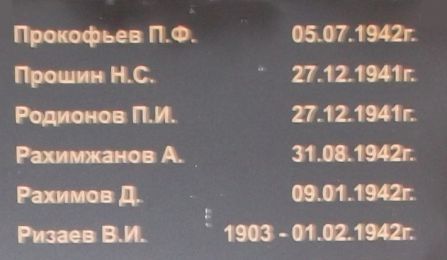 Прокофьев П.Ф. 05.07.1942г.
Прошин Н.С. 27.12.1941г.
Родионов П.И. 27.12.1941г.
Рахимжанов А. 31.08.1942г.
Рахимов Д. 09.01.1942г.
Ризаев В.И. 1903 - 01.02.1942г.